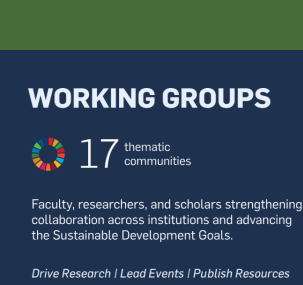 WORKING GROUPS
17 thematic
communities
Faculty, researchers, and scholars strengthening
collaboration across institutions and advancing
the Sustainable Development Goals.
Drive Research | Lead Events | Publish Resources